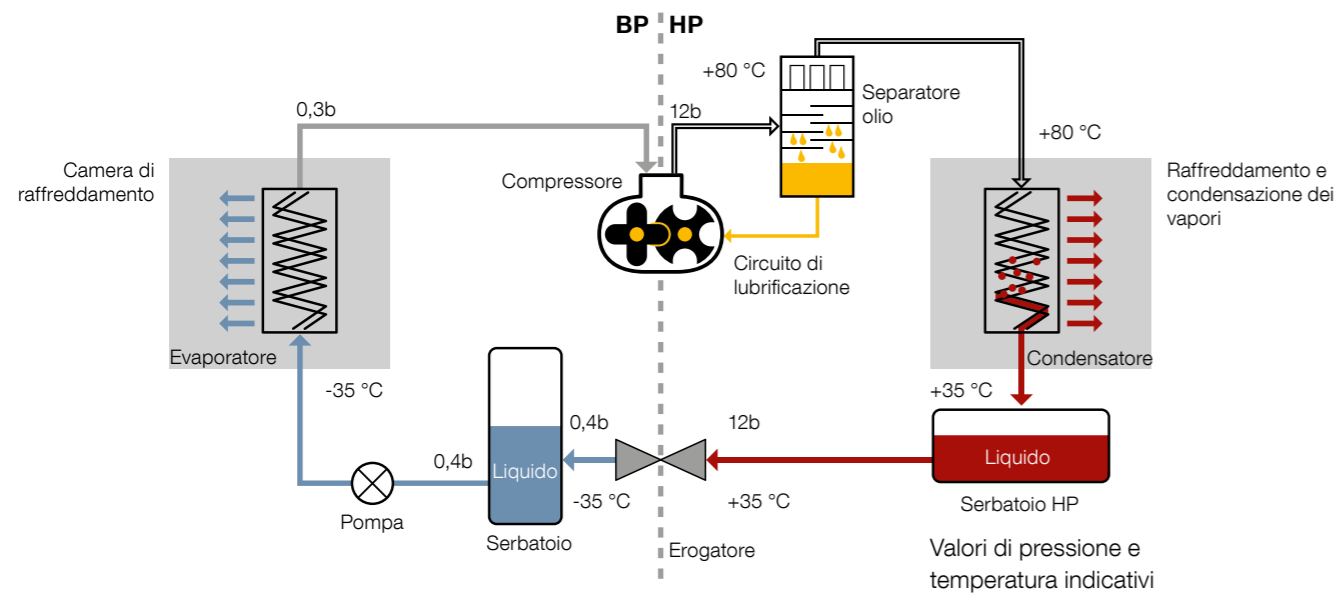 BP HP
+80 °C
Separatore
olio
0,3b
12b
+80 °C
Camera di
raffreddamento
Compressore
Raffreddamento e
condensazione dei
vapori
Circuito di
lubrificazione
Evaporatore
Condensatore
-35 °C
+35 °C
0,4b
12b
0,4b
Liquido
Liquido
-35 °C
+35 °C
Pompa
Serbatoio
Erogatore
Serbatoio HP
Valori di pressione e
temperatura indicativi